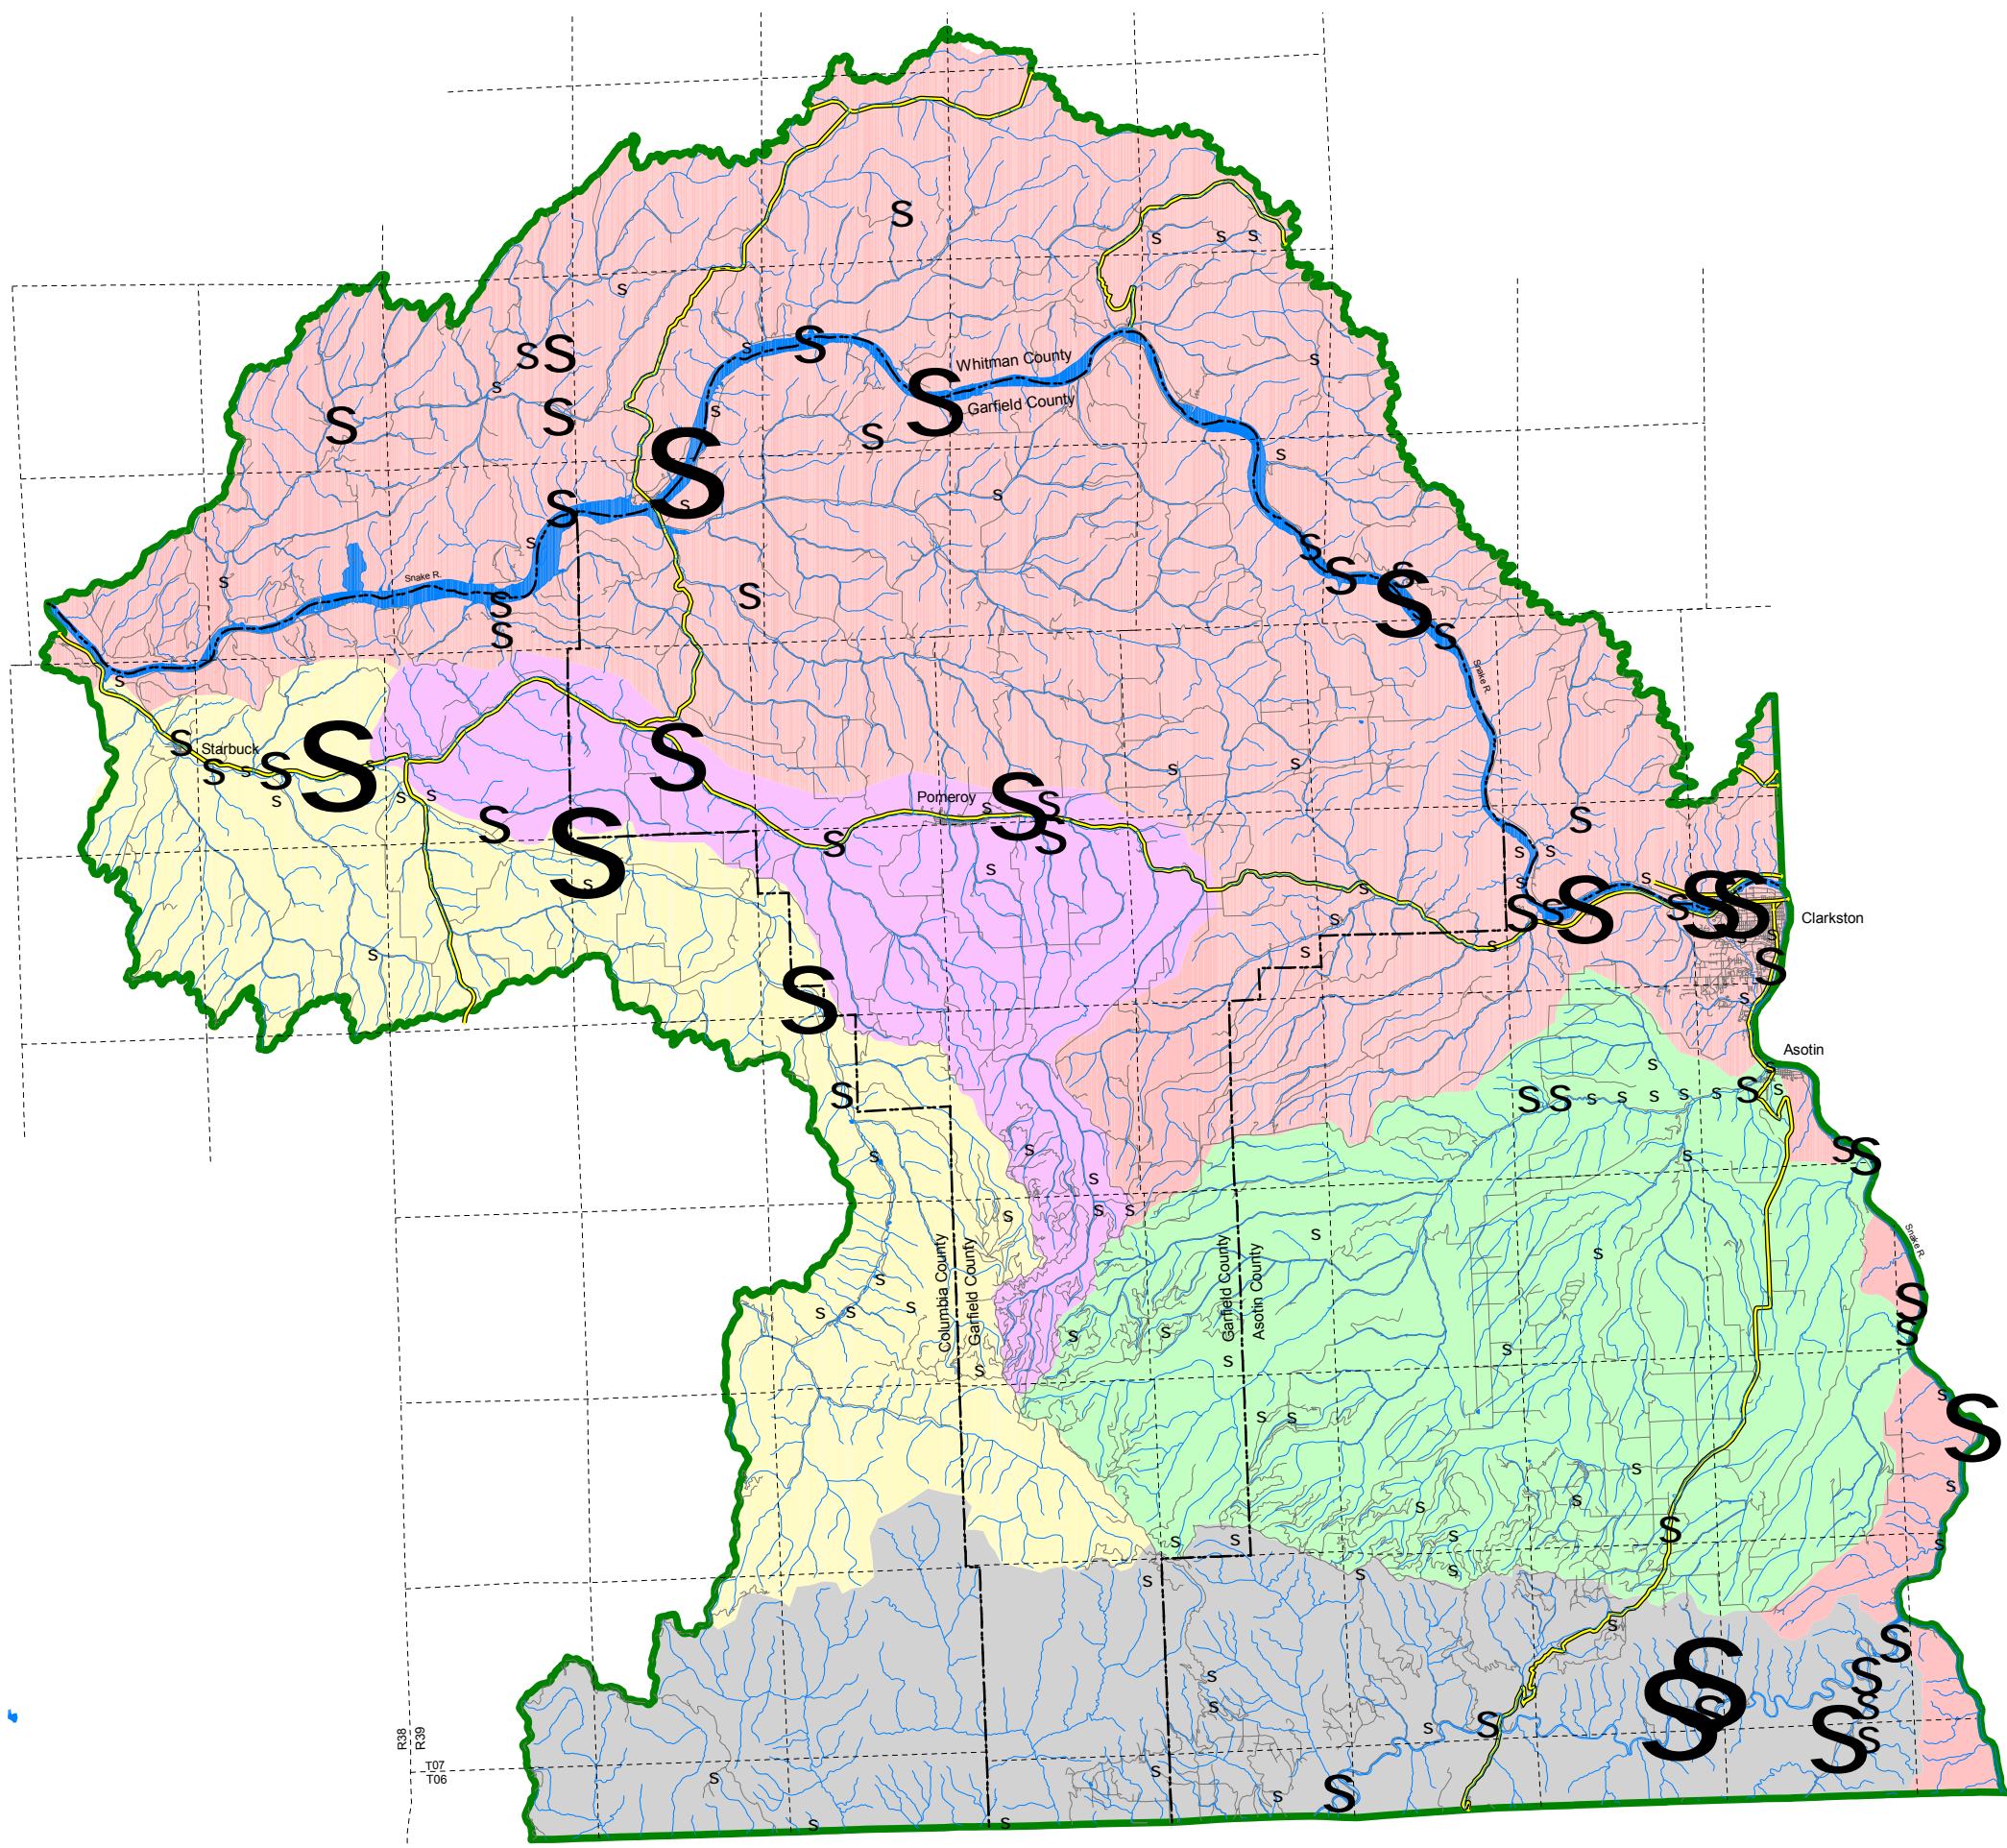 Whitman County
Garfield County
Snake R.
Snake R.
Starbuck
Pomeroy
Clarkston
Asotin
Snake R.
Columbia County
Garfield County
Garfield County
Asotin County
R38
R39
T07
T06